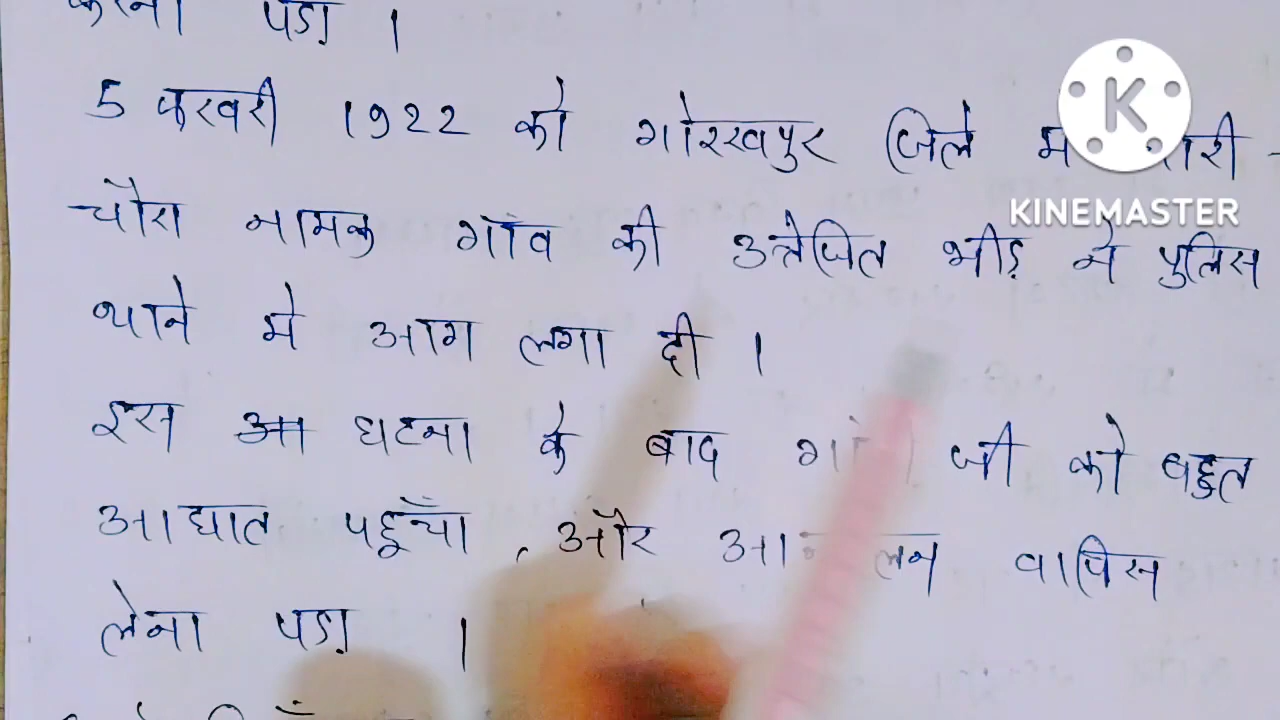 करना पडा़ ।
5 फरवरी 1922 को गोरखपुर जिले
K
KINEMASTER
चौरा नामक गाँव की उत्तेजित भीड़ ने पुलिस
थाने मे आग लगा दी ।
इस घटना के बाद जी को बहुत
आघात पहूँचा , और वापिस
लेना पडा़ ।